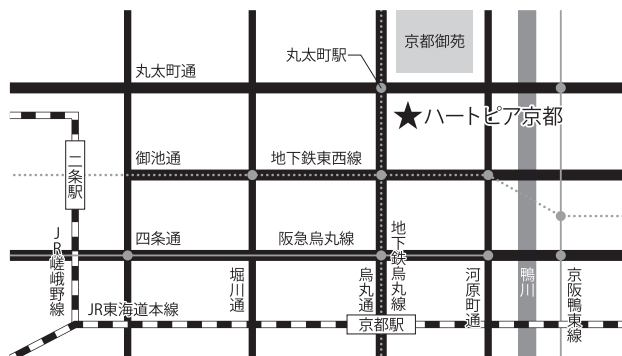 京都御苑
丸太町駅
丸太町通
★ハートピア京都
二条駅
御池通
地下鉄東西線
JR嵯峨野線
四条通
阪急烏丸線
地下鉄烏丸線
堀川通
烏丸通
河原町通
鴨川
京阪鴨東線
JR東海道本線
京都駅